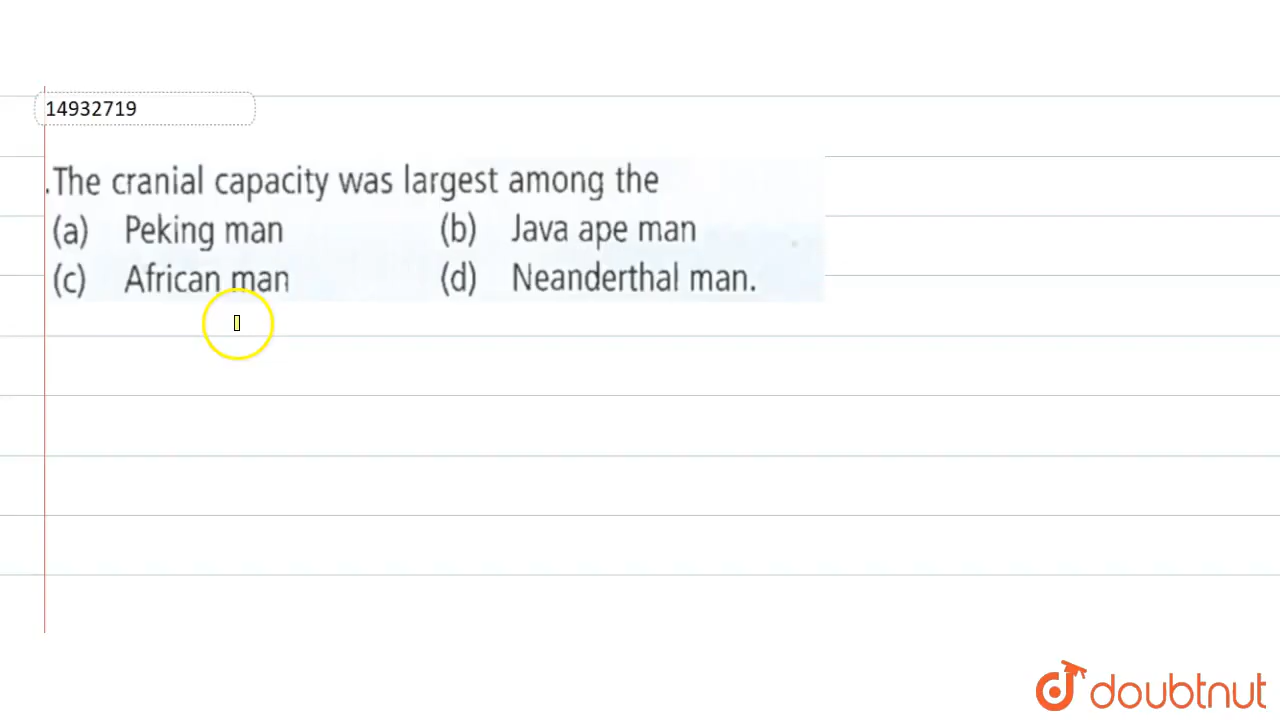 14932719
.The cranial capacity was largest among the
(a) Peking man (b) Java ape man
(c) African man (d) Neanderthal man.
doubtnut